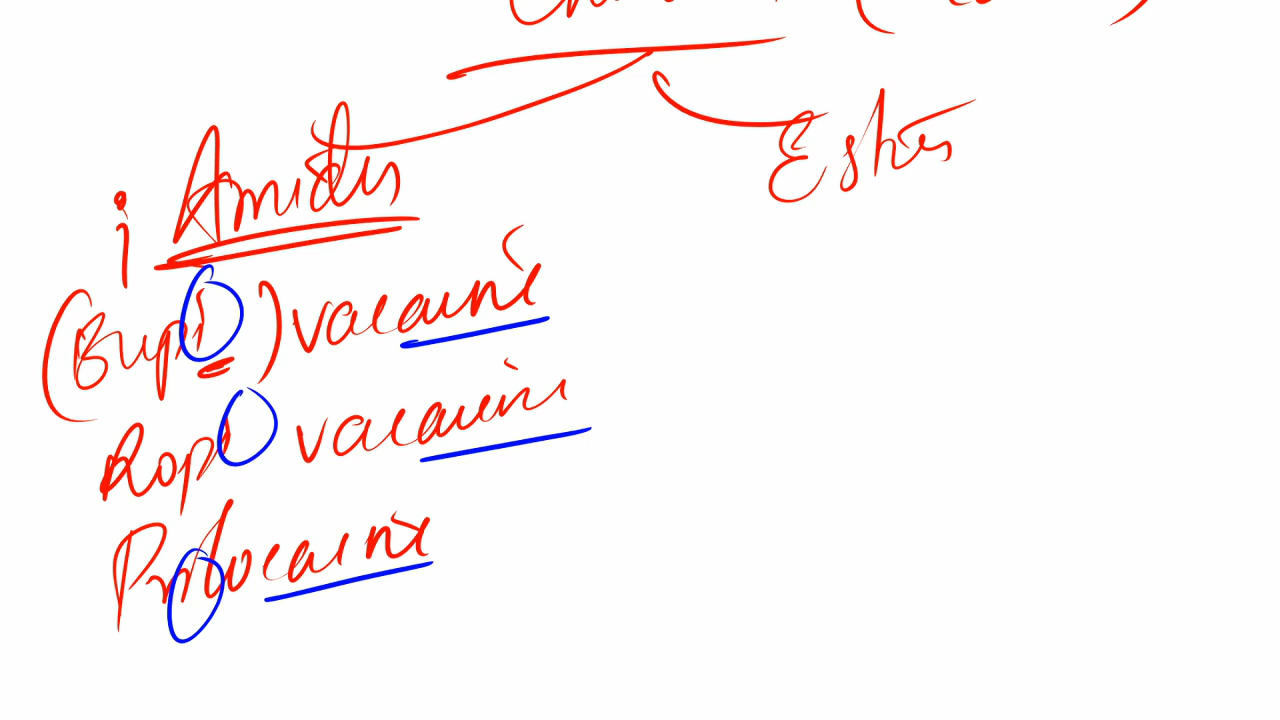 Esters
i Amides
(Bupi)vacaine
Ropivacaine
Prilocaine